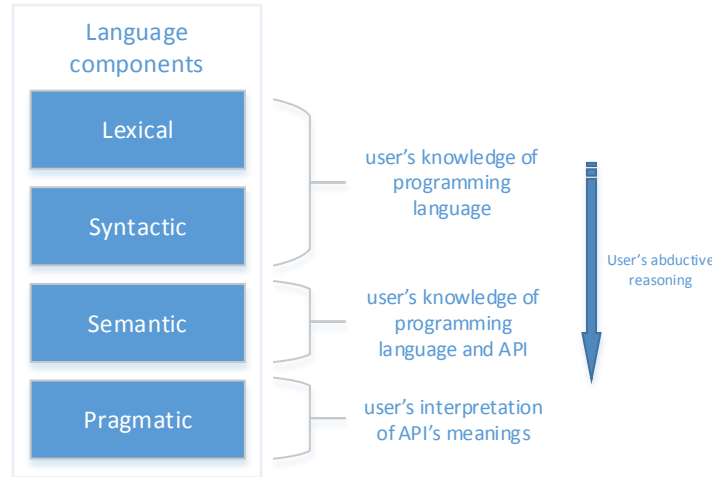 Language
components
Lexical
Syntactic
Semantic
Pragmatic
user's knowledge of
programming
language
user's knowledge of
programming
language and API
user's interpretation
of API's meanings
User's abductive
reasoning